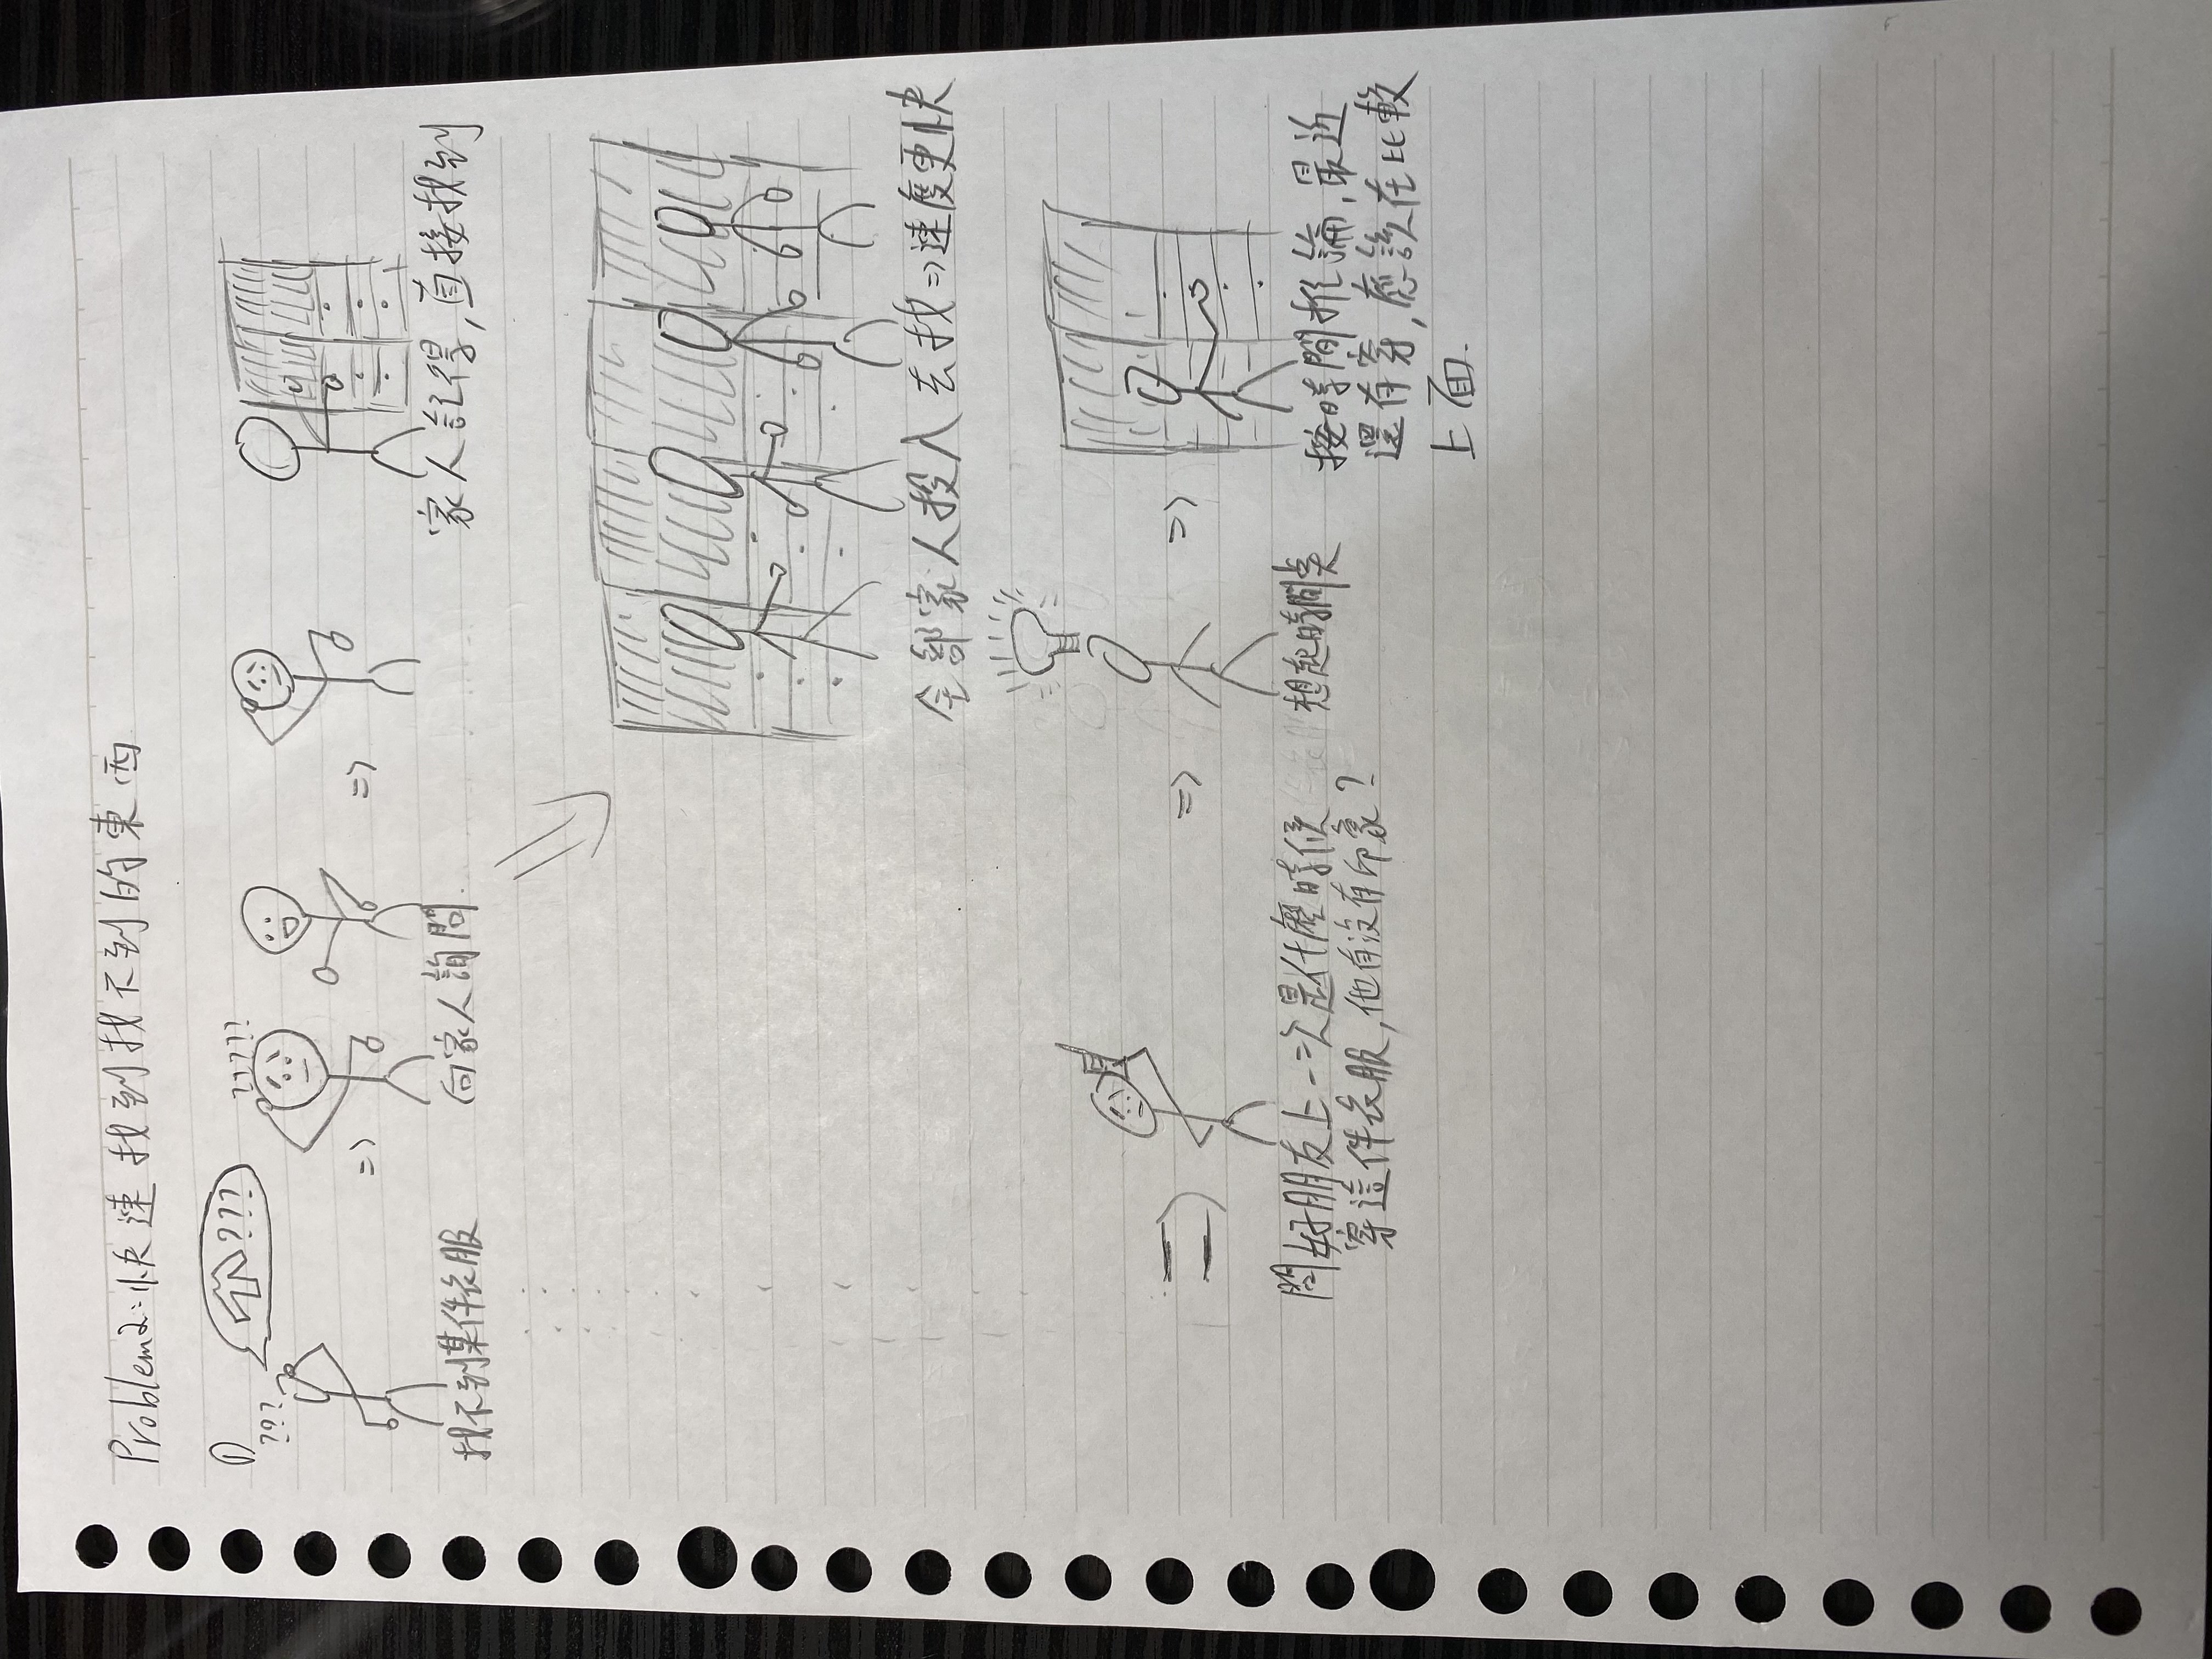 Problem2:快速找到找不到的東西
①
???
???
?????
找不到某件衣服
向家人詢問.
家人記得,直接找到
全部家人投入去找=>速度更快
問好朋友上一次是什麼時候
穿這件衣服,他有沒有印象?
想起時間點
按時間推論,最近
還有穿,應該在比較
上面.